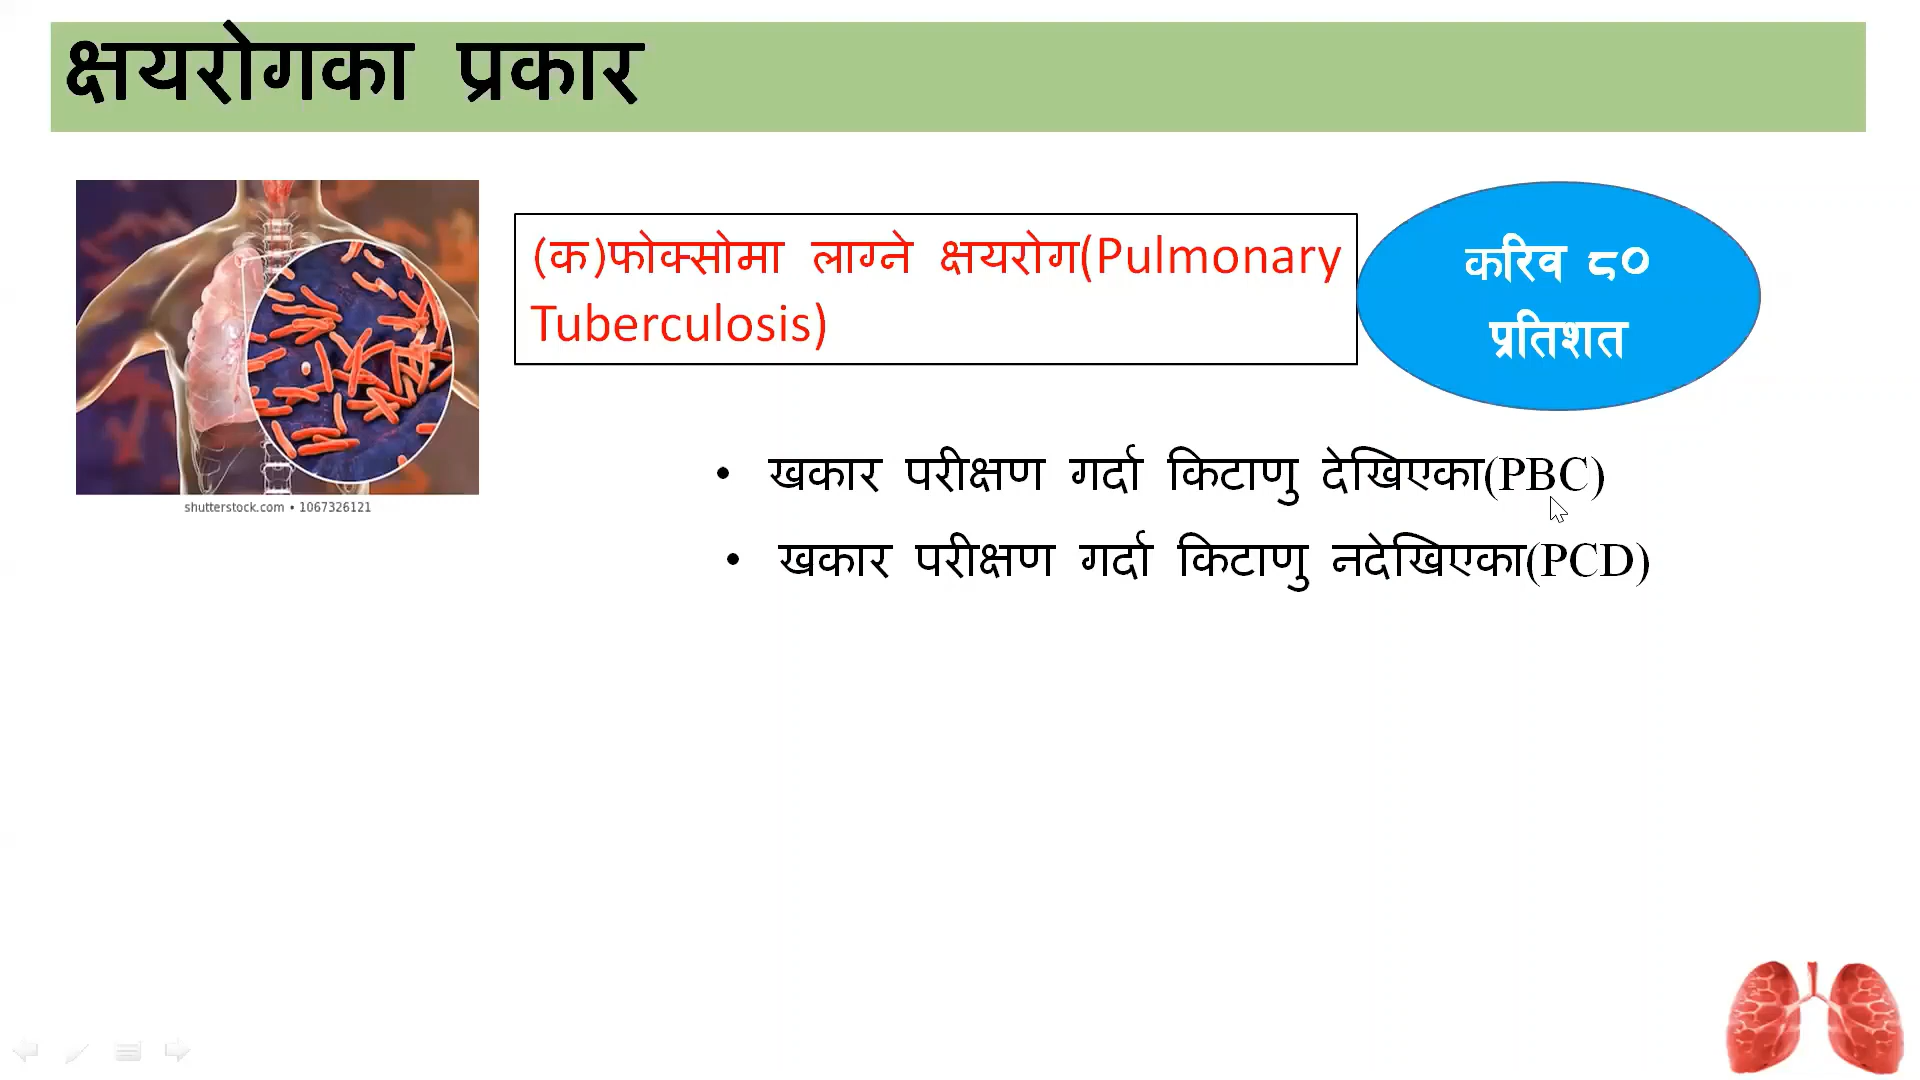 क्षयरोगका प्रकार
(क)फोक्सोमा लाग्ने क्षयरोग(Pulmonary
Tuberculosis)
करिव ८०
प्रतिशत
• खकार परीक्षण गर्दा किटाणु देखिएका(PBC)
• खकार परीक्षण गर्दा किटाणु नदेखिएका(PCD)
shutterstock.com • 1067326121